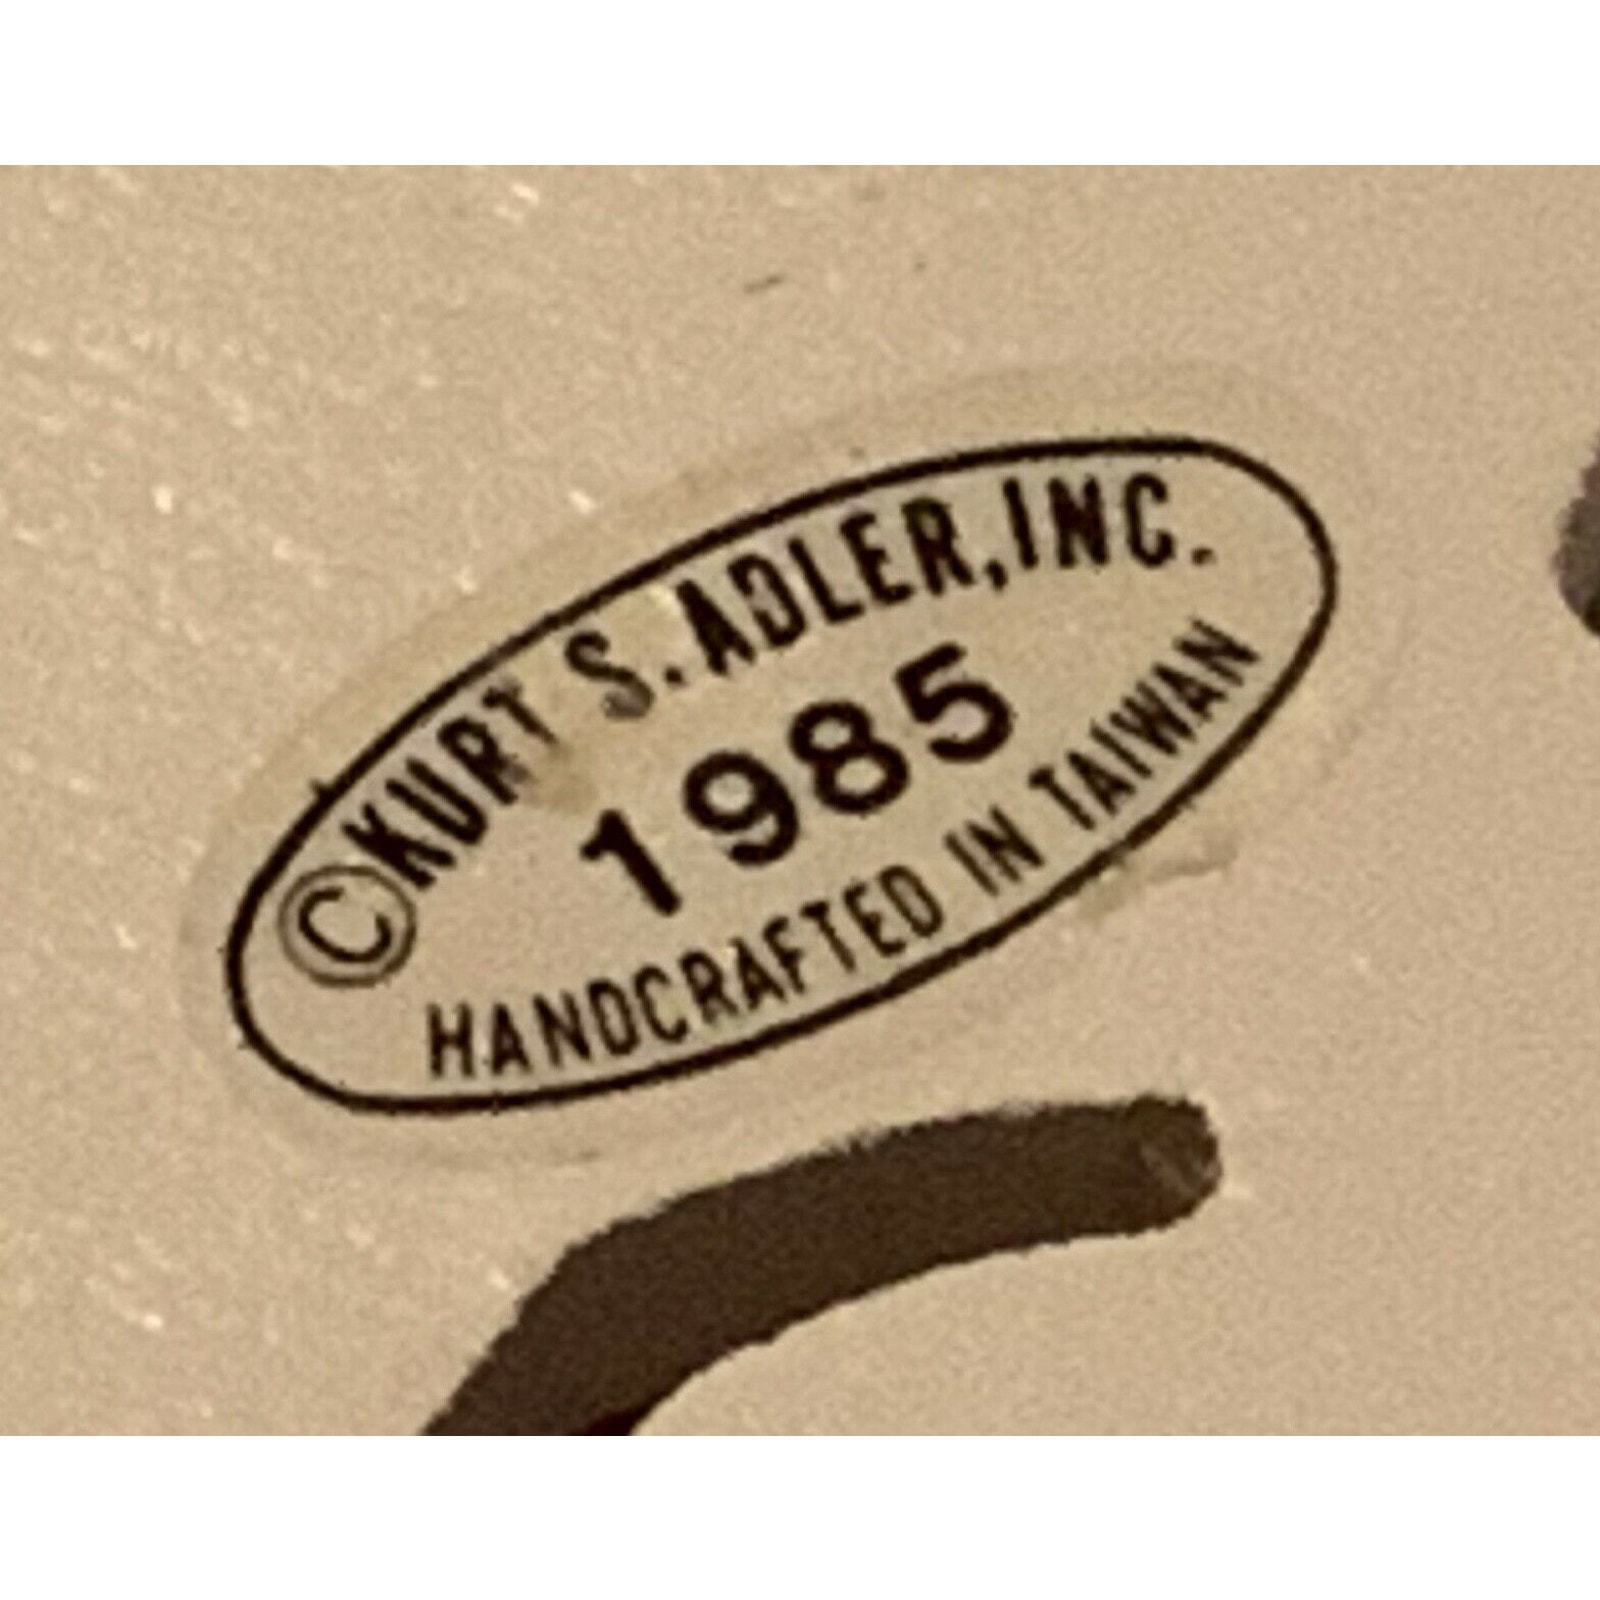 ©KURT S. ADLER, INC.
1985
HANDCRAFTED IN TAIWAN